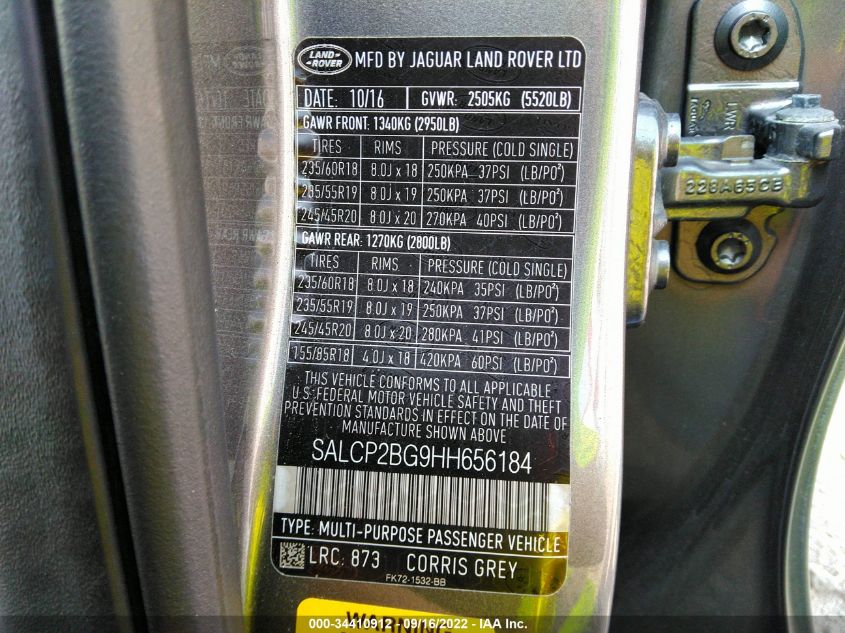 LAND ROVER MFD BY JAGUAR LAND ROVER LTD
DATE: 10/16 GVWR: 2505KG (5520LB)
GAWR FRONT: 1340KG (2950LB)
TIRES RIMS PRESSURE (COLD SINGLE)
235/60R18 8.0J x 18 250KPA 37PSI (LB/PO²)
235/55R19 8.0J x 19 250KPA 37PSI (LB/PO²)
245/45R20 8.0J x 20 270KPA 40PSI (LB/PO²)
GAWR REAR: 1270KG (2800LB)
TIRES RIMS PRESSURE (COLD SINGLE)
235/60R18 8.0J x 18 240KPA 35PSI (LB/PO²)
235/55R19 8.0J x 19 250KPA 37PSI (LB/PO²)
245/45R20 8.0J x 20 280KPA 41PSI (LB/PO²)
155/85R18 4.0J x 18 420KPA 60PSI (LB/PO²)
THIS VEHICLE CONFORMS TO ALL APPLICABLE
U.S. FEDERAL MOTOR VEHICLE SAFETY AND THEFT
PREVENTION STANDARDS IN EFFECT ON THE DATE OF
MANUFACTURE SHOWN ABOVE
SALCP2BG9HH656184
TYPE: MULTI-PURPOSE PASSENGER VEHICLE
LRC: 873 CORRIS GREY
FK72-1532-BB
WARNING
LWR
223A65CB
000-34410912 - 09/16/2022 - IAA Inc.